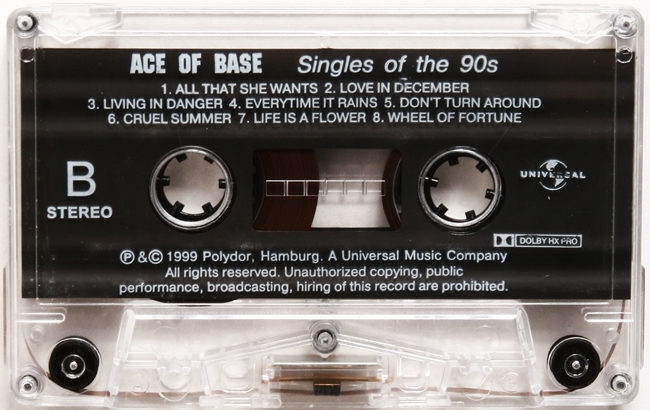 ACE OF BASE Singles of the 90s
1. ALL THAT SHE WANTS 2. LOVE IN DECEMBER
3. LIVING IN DANGER 4. EVERYTIME IT RAINS 5. DON'T TURN AROUND
6. CRUEL SUMMER 7. LIFE IS A FLOWER 8. WHEEL OF FORTUNE
B
STEREO
UNIVERSAL
DOLBY HX PRO
℗ & © 1999 Polydor, Hamburg. A Universal Music Company
All rights reserved. Unauthorized copying, public
performance, broadcasting, hiring of this record are prohibited.